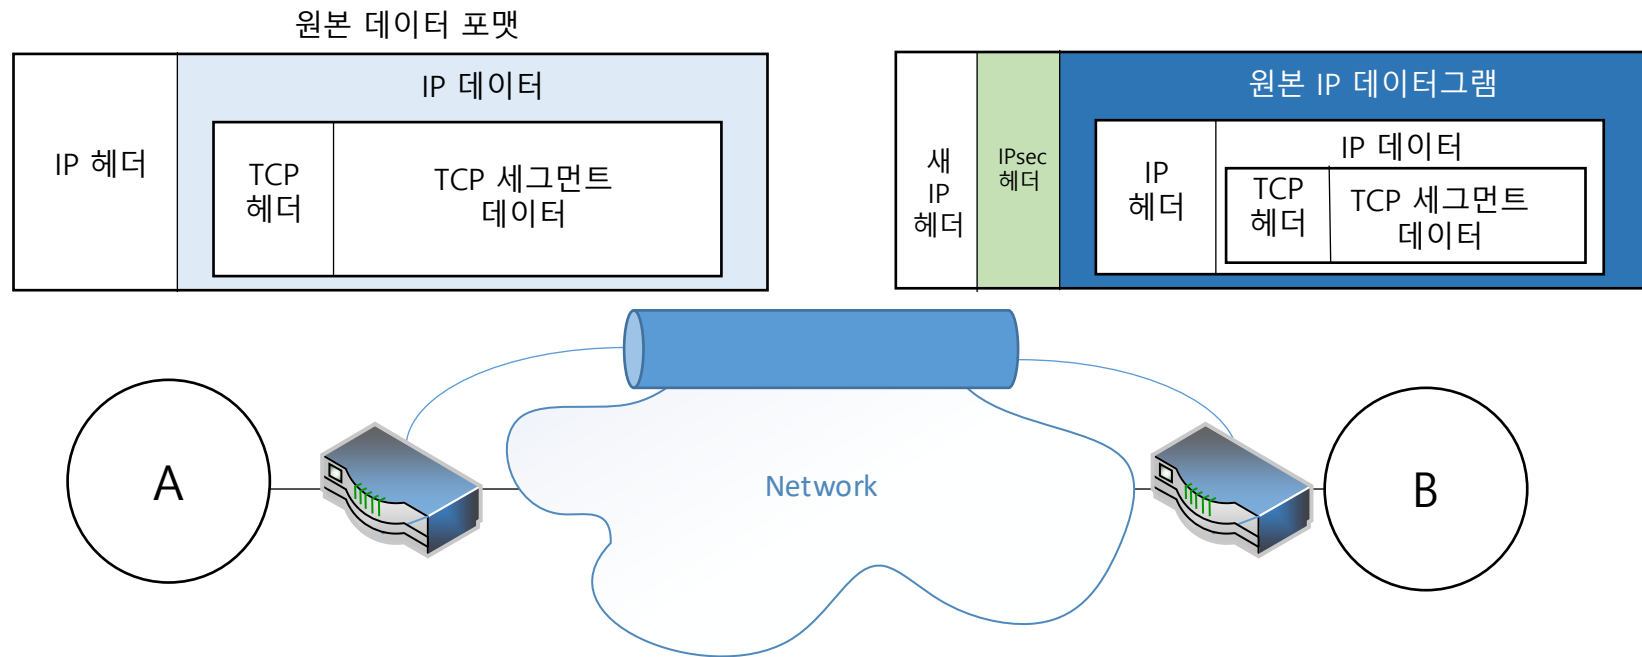 원본 데이터 포맷
IP 데이터
IP 헤더
TCP
헤더
TCP 세그먼트
데이터
원본 IP 데이터그램
새
IP
헤더
IPsec
헤더
IP
헤더
IP 데이터
TCP
헤더
TCP 세그먼트
데이터
A
Network
B